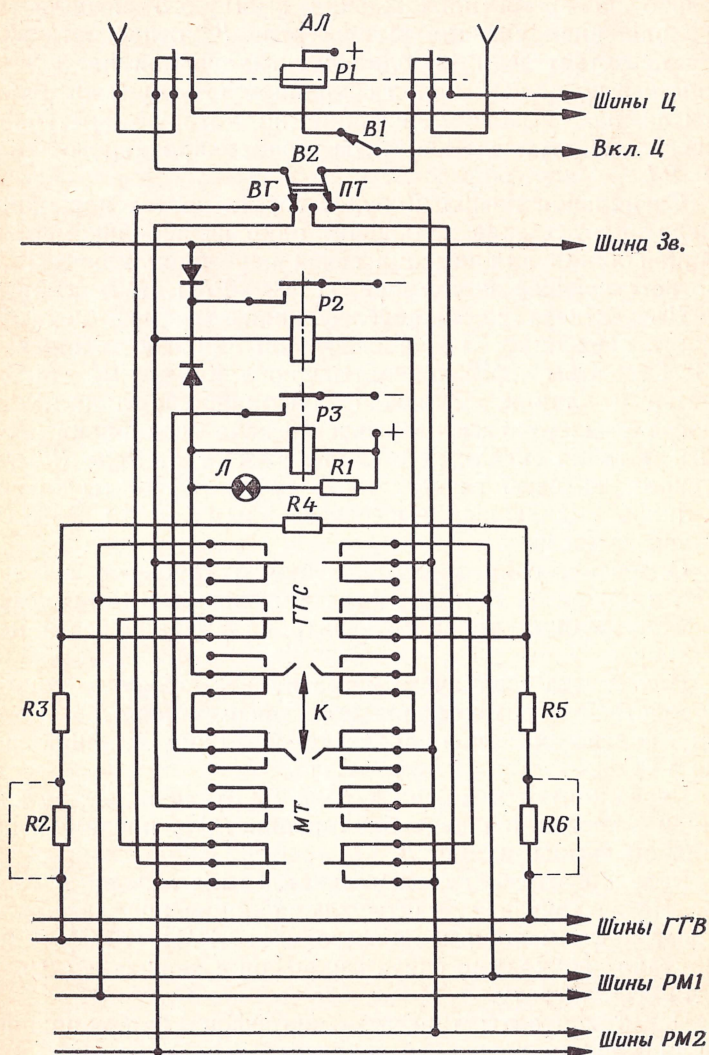 АЛ
+
Р1
В1
Шины Ц
Вкл. Ц
В2
ВГ ПТ
Шина Зв.
−
Р2
−
Р3
+
Л R1
R4
ГГС
К
R3 R5
R2 МТ R6
Шины ГГВ
Шины РМ1
Шины РМ2